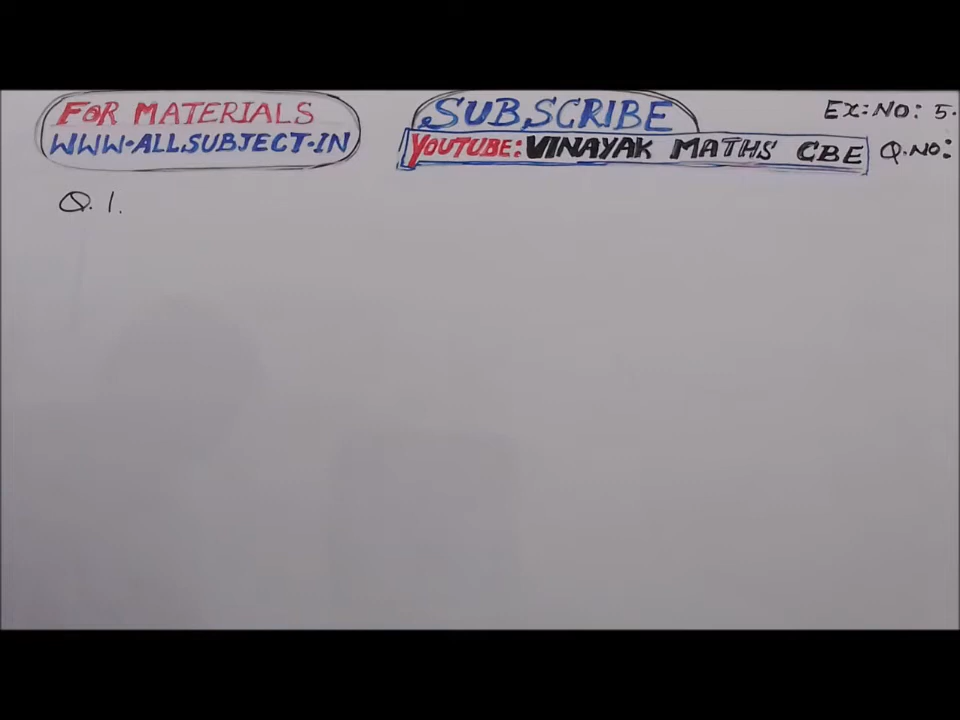 FOR MATERIALS
WWW.ALLSUBJECT.IN
SUBSCRIBE
YOUTUBE: VINAYAK MATHS CBE
EX: NO: 5.
Q.NO:
Q. 1.